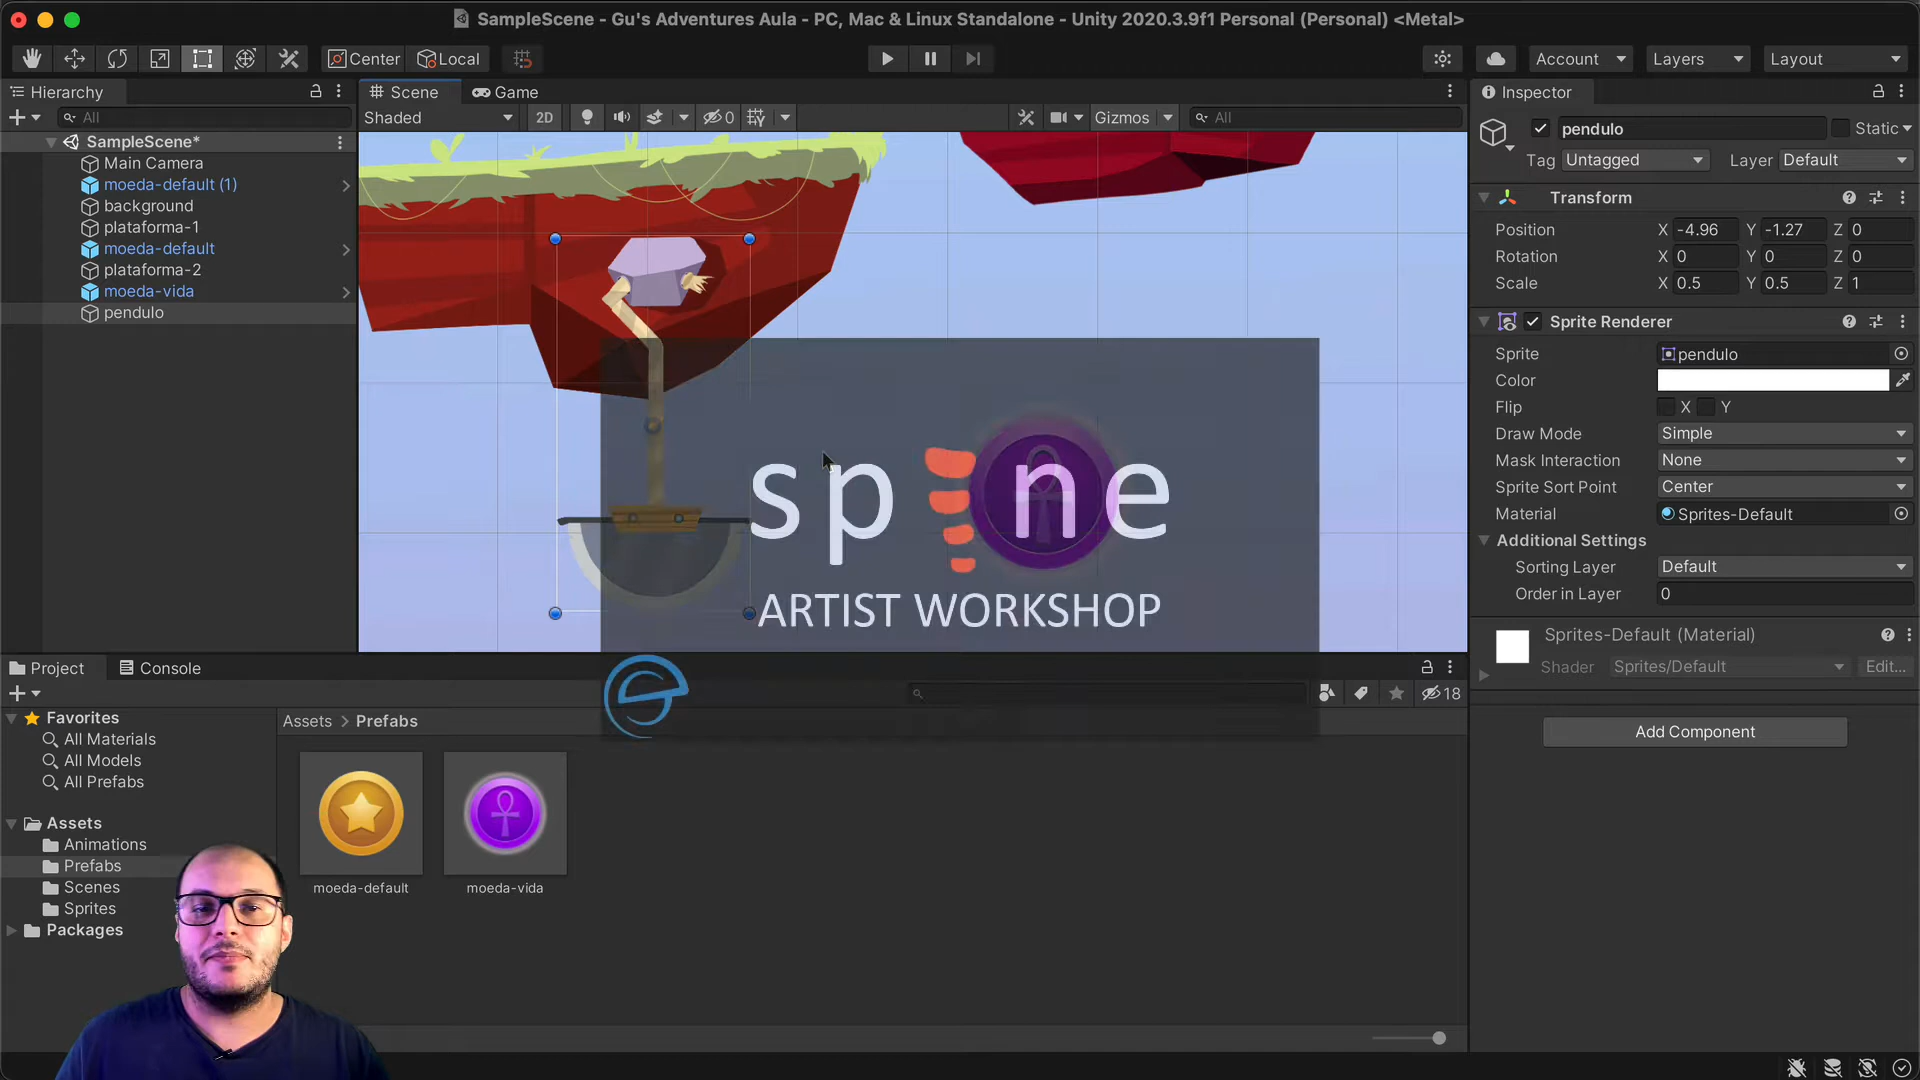 SampleScene - Gu's Adventures Aula - PC, Mac & Linux Standalone - Unity 2020.3.9f1 Personal (Personal) <Metal>
Center Local Account Layers Layout
Hierarchy
All
SampleScene*
Main Camera
moeda-default (1)
background
plataforma-1
moeda-default
plataforma-2
moeda-vida
pendulo
Scene Game
Shaded 2D 0 Gizmos All
spine
ARTIST WORKSHOP
Inspector
pendulo Static
Tag Untagged Layer Default
Transform
Position X -4.96 Y -1.27 Z 0
Rotation X 0 Y 0 Z 0
Scale X 0.5 Y 0.5 Z 1
Sprite Renderer
Sprite pendulo
Color
Flip X Y
Draw Mode Simple
Mask Interaction None
Sprite Sort Point Center
Material Sprites-Default
Additional Settings
Sorting Layer Default
Order in Layer 0
Sprites-Default (Material)
Shader Sprites/Default Edit...
Add Component
Project Console
18
Favorites
All Materials
All Models
All Prefabs
Assets
Animations
Prefabs
Scenes
Sprites
Packages
Assets > Prefabs
moeda-default moeda-vida